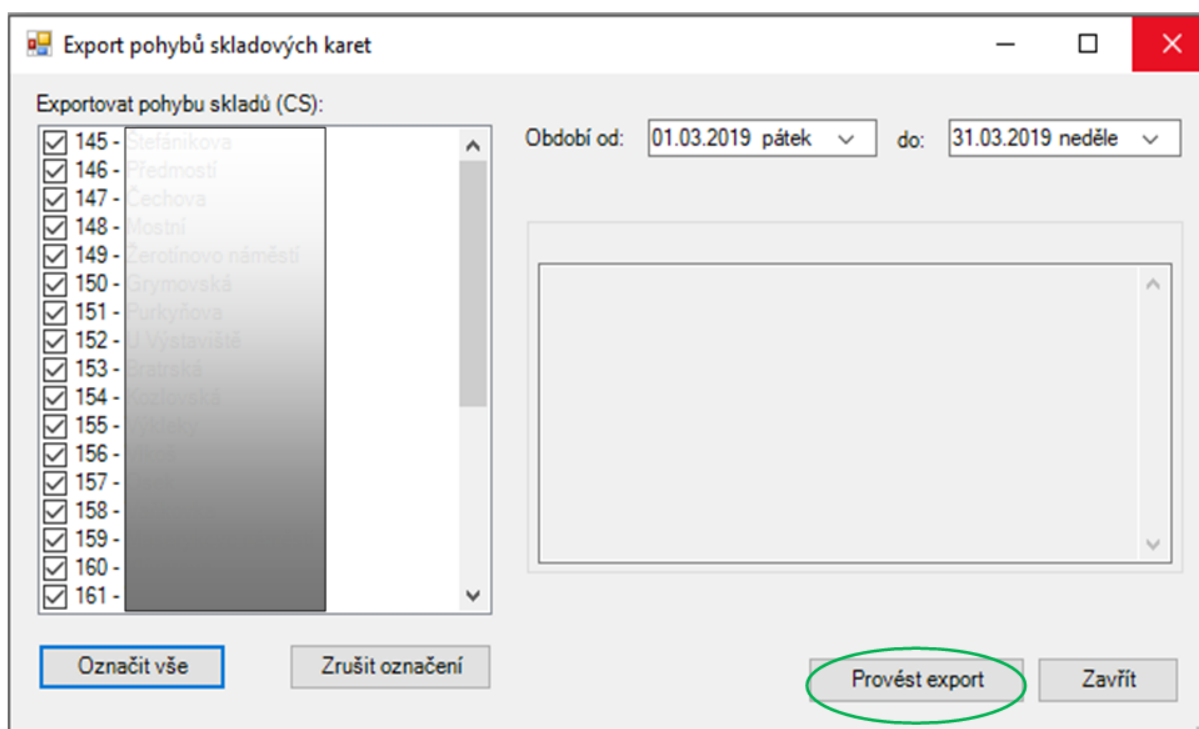 Export pohybů skladových karet
Exportovat pohybu skladů (CS):
145 - Štefánikova
146 - Předmostí
147 - Čechova
148 - Mostní
149 - Žerotínovo náměstí
150 - Grymovská
151 - Purkyňova
152 - U Výstaviště
153 - Bratrská
154 - Kozlovská
155 - Výkleky
156 -
157 -
158 -
159 -
160 -
161 -
Označit vše
Zrušit označení
Období od: 01.03.2019 pátek do: 31.03.2019 neděle
Provést export
Zavřít